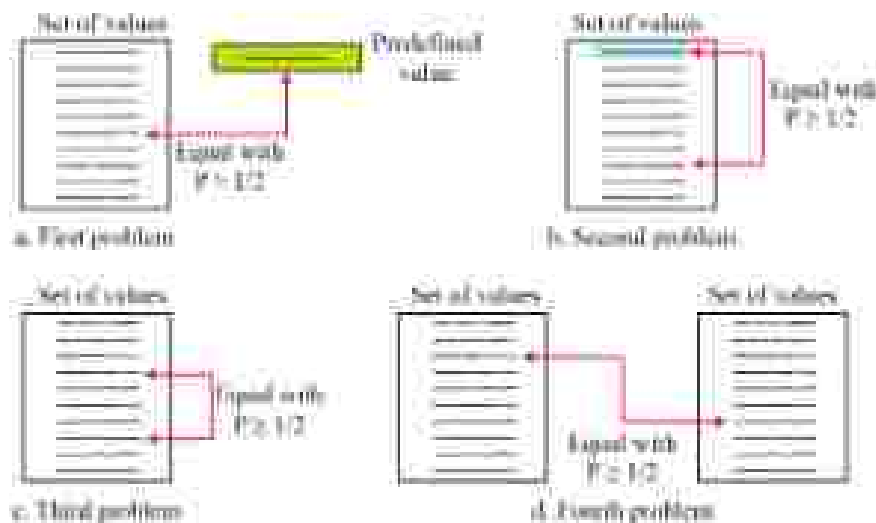 Set of values
Predefined
value
Equal with
P ≥ 1/2
a. First problem
Set of values
Equal with
P ≥ 1/2
b. Second problem
Set of values
Equal with
P ≥ 1/2
c. Third problem
Set of values
Set of values
Equal with
P ≥ 1/2
d. Fourth problem